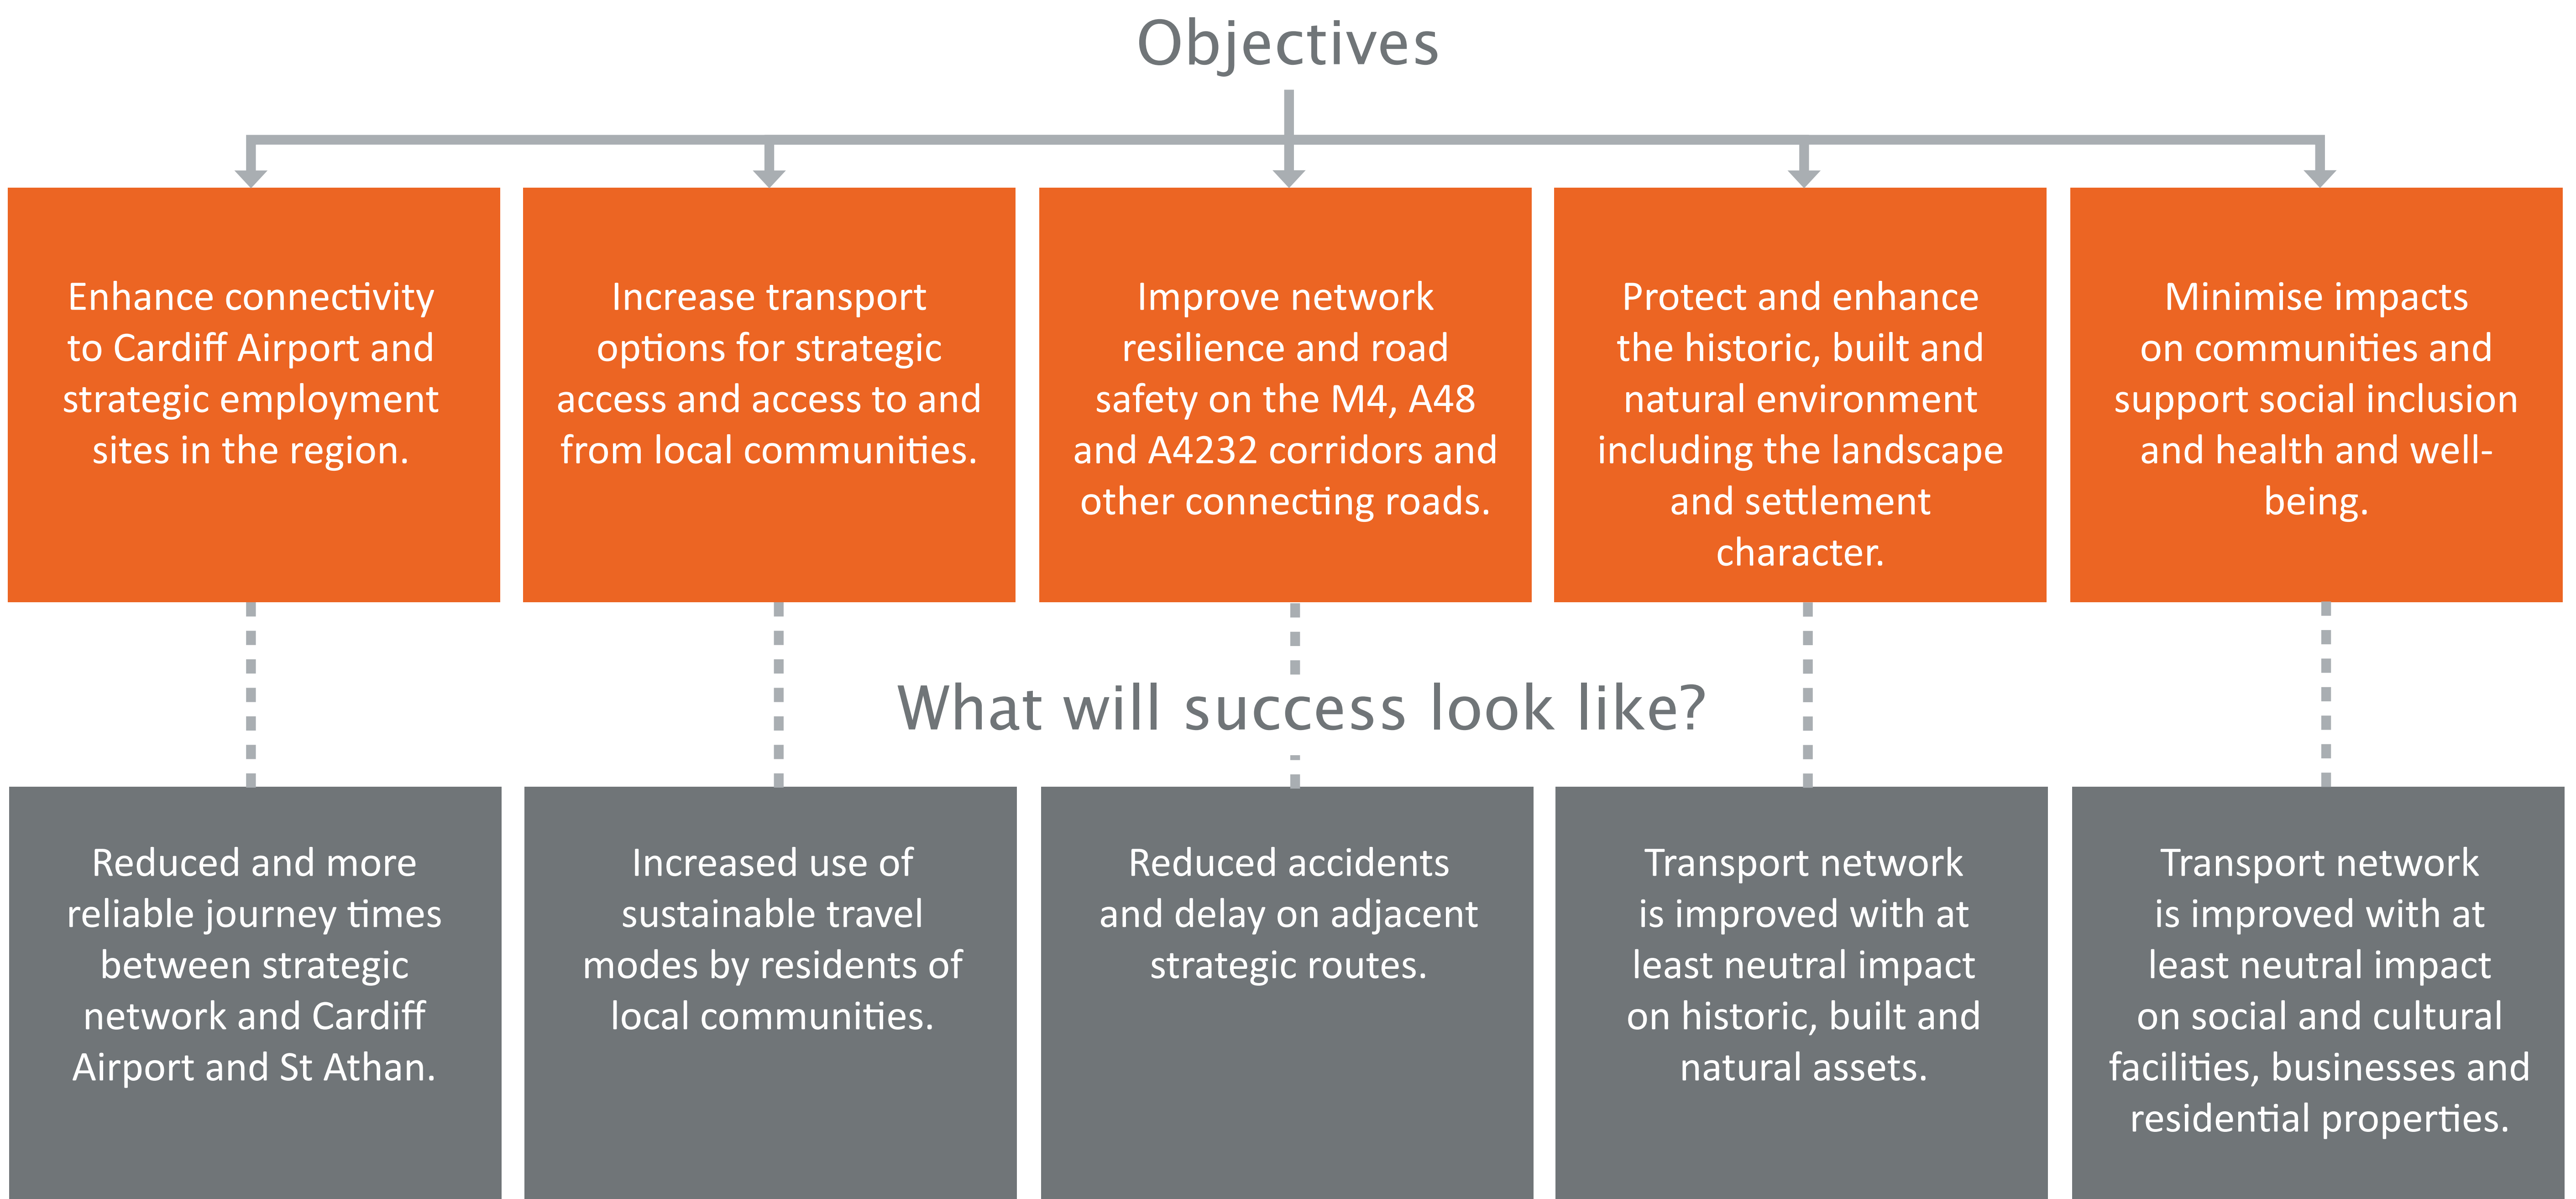 Objectives
Enhance connectivity
to Cardiff Airport and
strategic employment
sites in the region.
Increase transport
options for strategic
access and access to and
from local communities.
Improve network
resilience and road
safety on the M4, A48
and A4232 corridors and
other connecting roads.
Protect and enhance
the historic, built and
natural environment
including the landscape
and settlement
character.
Minimise impacts
on communities and
support social inclusion
and health and well-
being.
What will success look like?
Reduced and more
reliable journey times
between strategic
network and Cardiff
Airport and St Athan.
Increased use of
sustainable travel
modes by residents of
local communities.
Reduced accidents
and delay on adjacent
strategic routes.
Transport network
is improved with at
least neutral impact
on historic, built and
natural assets.
Transport network
is improved with at
least neutral impact
on social and cultural
facilities, businesses and
residential properties.